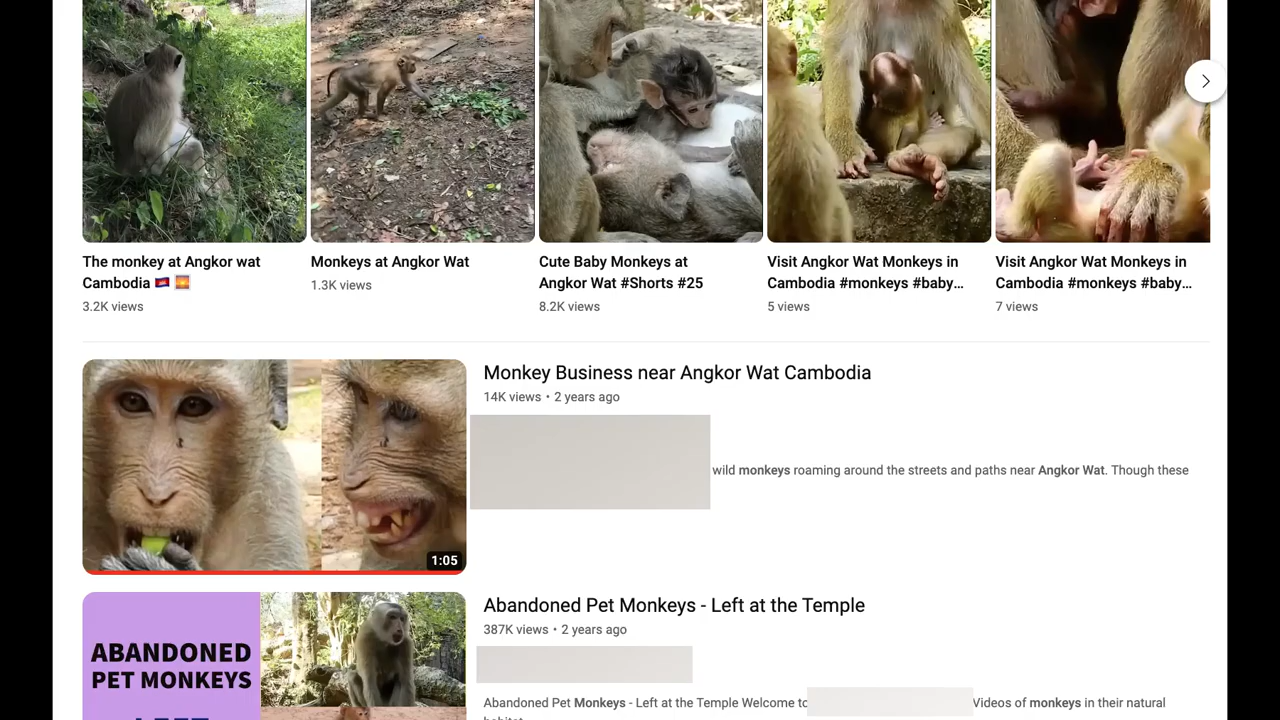 The monkey at Angkor wat
Cambodia 🇰🇭 🌅
3.2K views
Monkeys at Angkor Wat
1.3K views
Cute Baby Monkeys at
Angkor Wat #Shorts #25
8.2K views
Visit Angkor Wat Monkeys in
Cambodia #monkeys #baby…
5 views
Visit Angkor Wat Monkeys in
Cambodia #monkeys #baby…
7 views
1:05
Monkey Business near Angkor Wat Cambodia
14K views • 2 years ago
wild monkeys roaming around the streets and paths near Angkor Wat. Though these
ABANDONED
PET MONKEYS
Abandoned Pet Monkeys - Left at the Temple
387K views • 2 years ago
Abandoned Pet Monkeys - Left at the Temple Welcome to Videos of monkeys in their natural